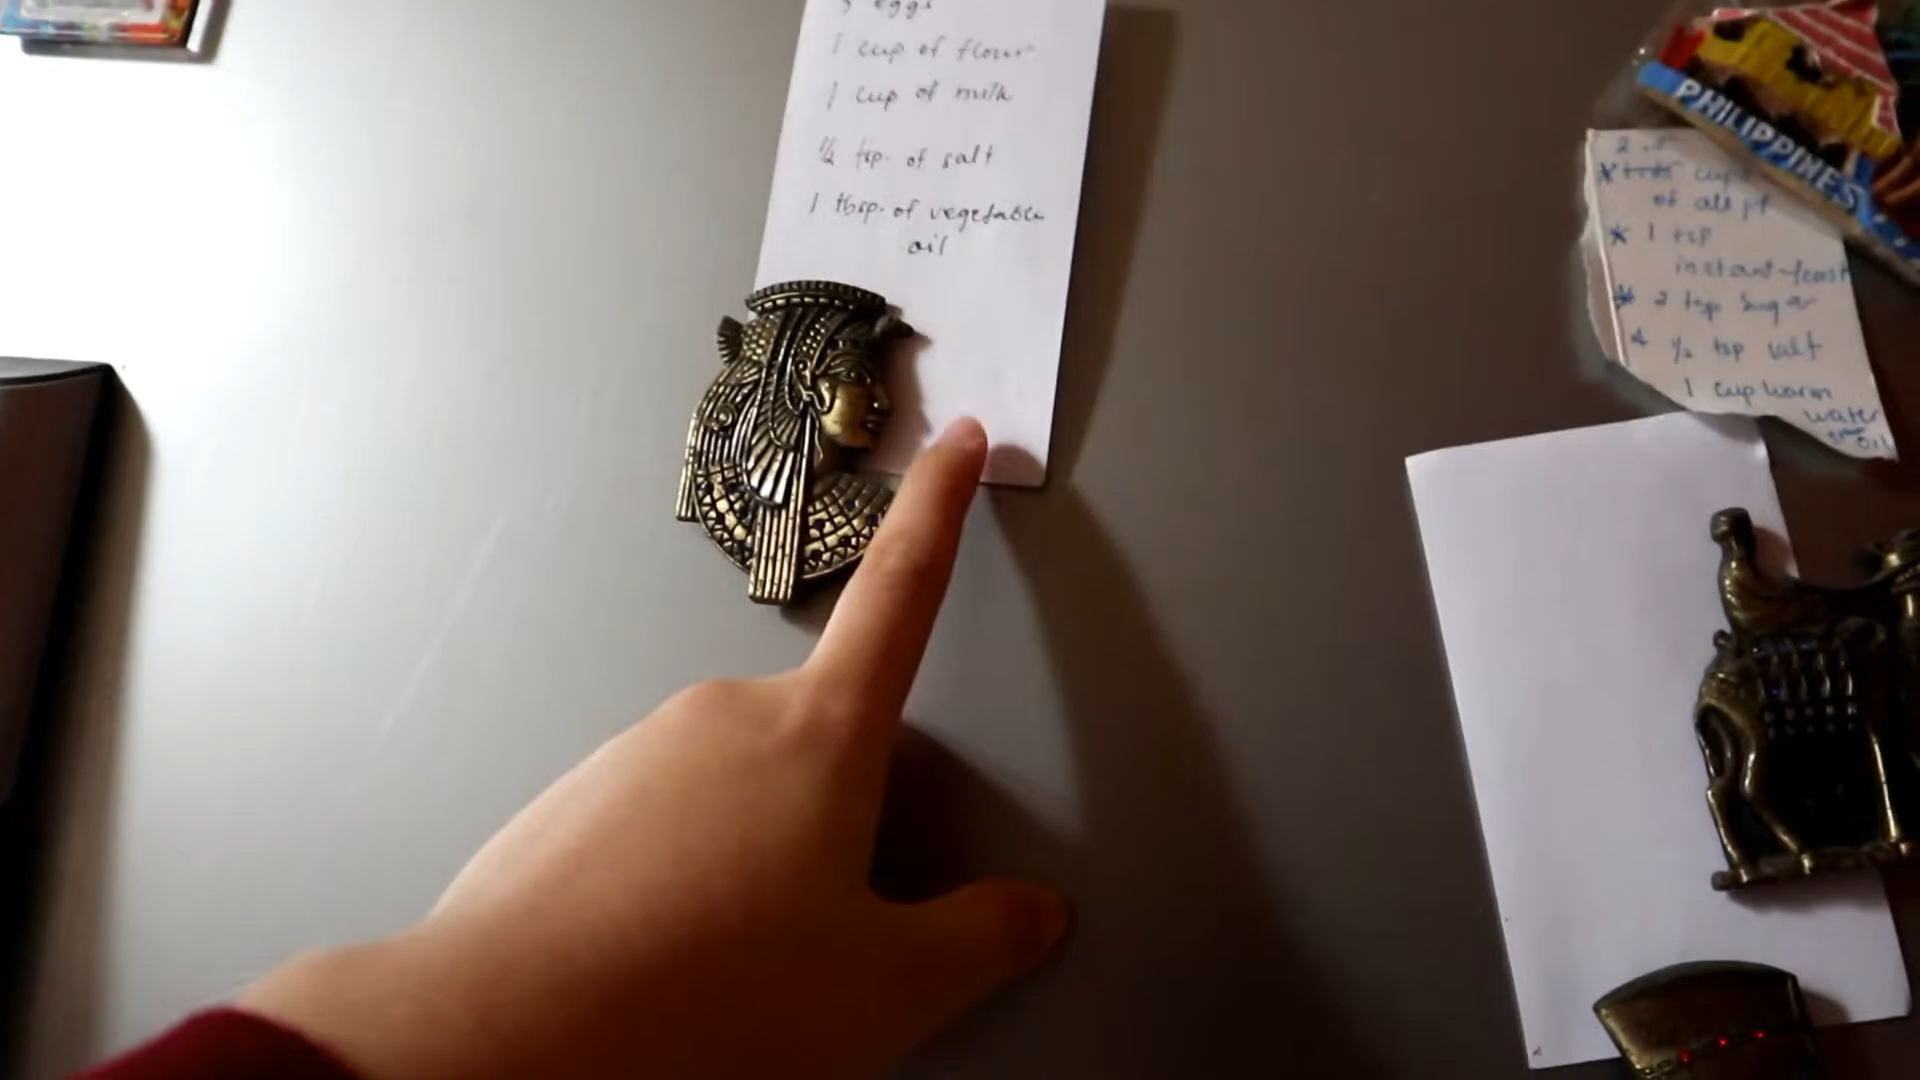 eggs
1 cup of flour
1 cup of milk
1/2 tsp. of salt
1 tbsp. of vegetable
oil
PHILIPPINES
2
cups
of all
* 1 tsp
instant
* 2 tsp sugar
* 1/2 tsp salt
1 cup warm
water
oil